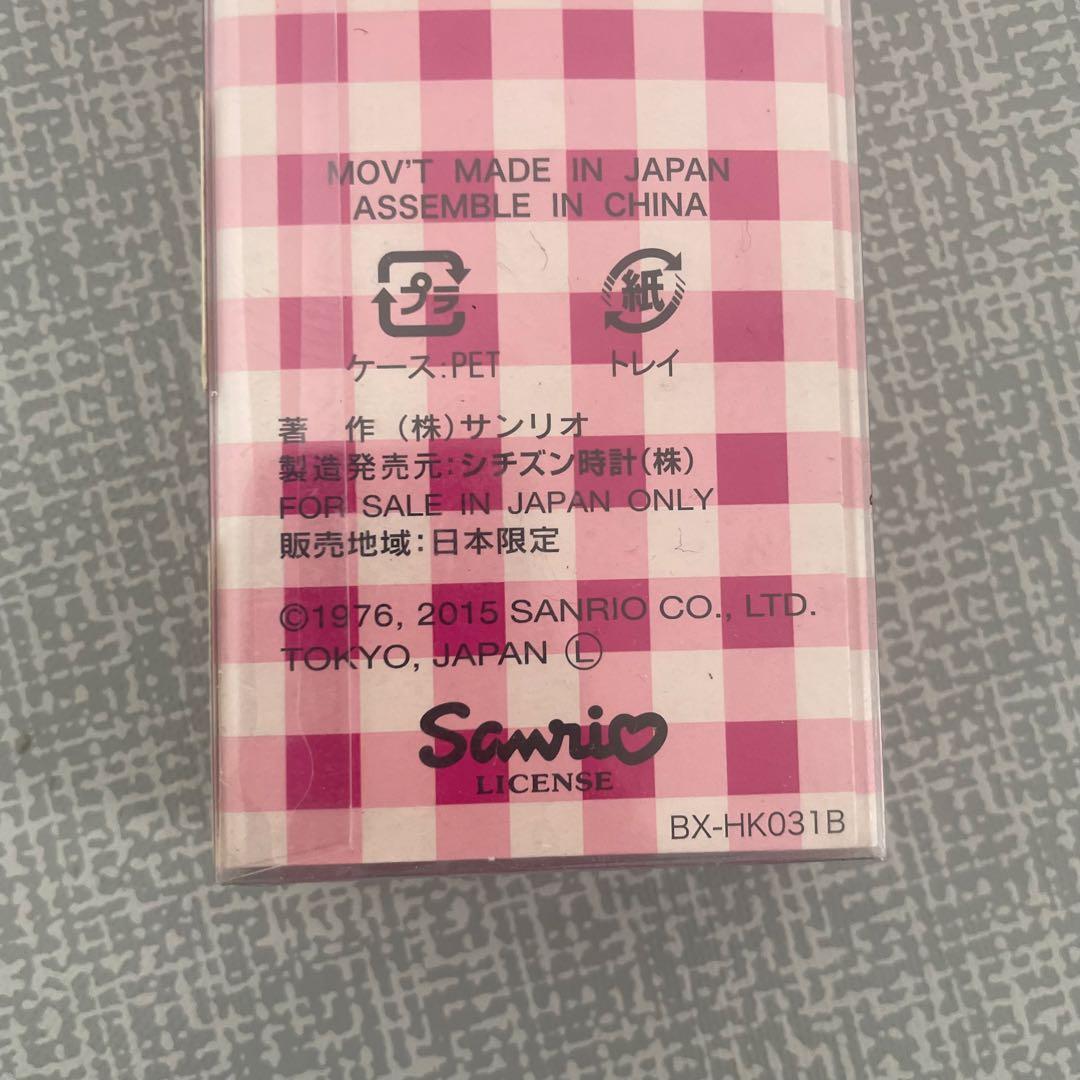 MOV'T MADE IN JAPAN
ASSEMBLE IN CHINA
プラ 紙
ケース:PET トレイ
著 作 (株)サンリオ
製造発売元:シチズン時計(株)
FOR SALE IN JAPAN ONLY
販売地域:日本限定
©1976, 2015 SANRIO CO., LTD.
TOKYO, JAPAN Ⓛ
Sanrio
LICENSE
BX-HK031B